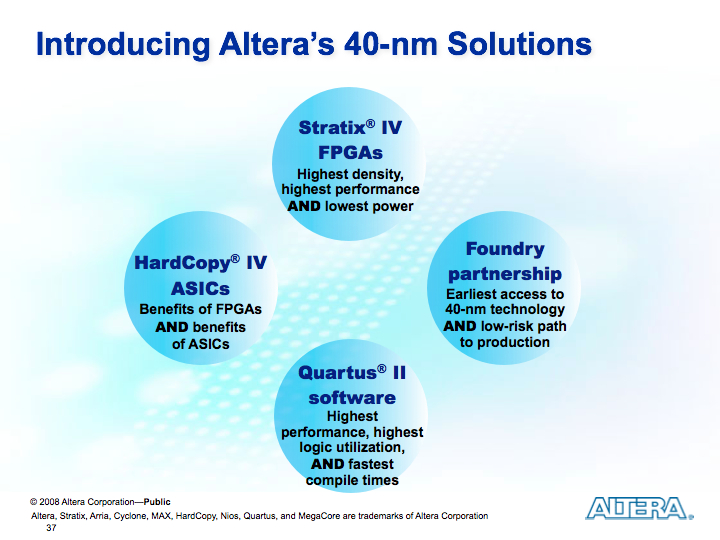 Introducing Altera's 40-nm Solutions
Stratix® IV
FPGAs
Highest density,
highest performance
AND lowest power
HardCopy® IV
ASICs
Benefits of FPGAs
AND benefits
of ASICs
Foundry
partnership
Earliest access to
40-nm technology
AND low-risk path
to production
Quartus® II
software
Highest
performance, highest
logic utilization,
AND fastest
compile times
© 2008 Altera Corporation—Public
Altera, Stratix, Arria, Cyclone, MAX, HardCopy, Nios, Quartus, and MegaCore are trademarks of Altera Corporation
37
ALTERA®